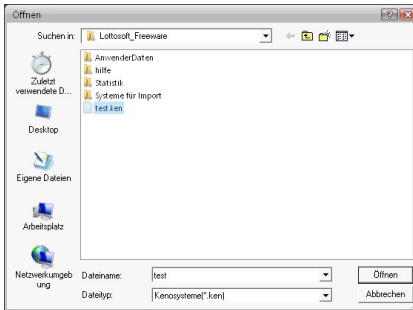 Öffnen
Suchen in:
Lottosoft_Freeware
Zuletzt
verwendete D...
Desktop
Eigene Dateien
Arbeitsplatz
Netzwerkumgeb
ung
AnwenderDaten
hilfe
Statistik
Systeme für Import
test.ken
Dateiname:
test
Öffnen
Dateityp:
Kenosysteme(*.ken)
Abbrechen